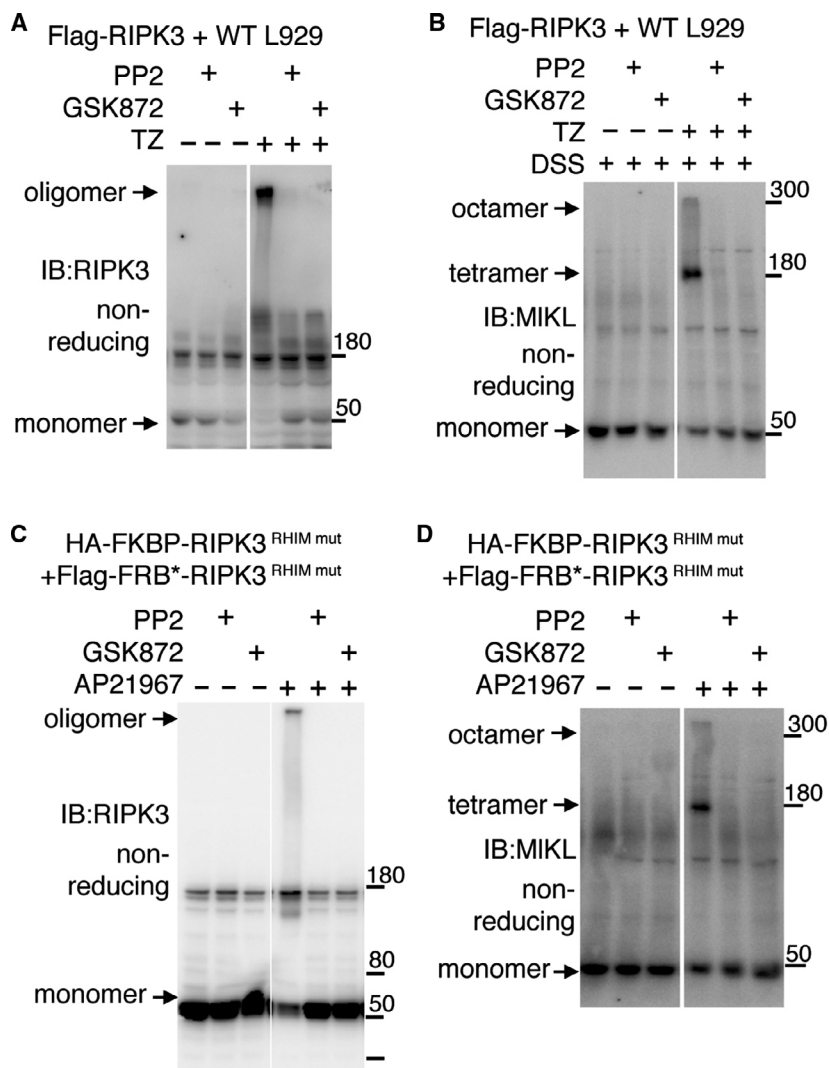 A
Flag-RIPK3 + WT L929
PP2 + +
GSK872 + +
TZ − − − + + +
oligomer
IB:RIPK3
non-
reducing
180
50
monomer
B
Flag-RIPK3 + WT L929
PP2 + +
GSK872 + +
TZ − − − + + +
DSS + + + + + +
300
octamer
tetramer
180
IB:MIKL
non-
reducing
monomer
50
C
HA-FKBP-RIPK3 RHIM mut
+Flag-FRB*-RIPK3 RHIM mut
PP2 + +
GSK872 + +
AP21967 − − − + + +
oligomer
IB:RIPK3
non-
reducing
180
80
monomer
50
D
HA-FKBP-RIPK3 RHIM mut
+Flag-FRB*-RIPK3 RHIM mut
PP2 + +
GSK872 + +
AP21967 − − − + + +
octamer
300
tetramer
180
IB:MIKL
non-
reducing
monomer
50